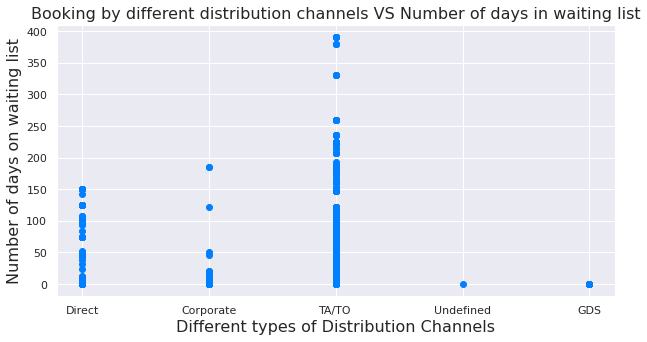 Booking by different distribution channels VS Number of days in waiting list
Number of days on waiting list
400
350
300
250
200
150
100
50
0
Direct Corporate TA/TO Undefined GDS
Different types of Distribution Channels